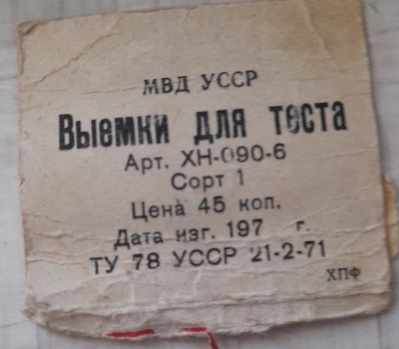 МВД УССР
Выемки для теста
Арт. ХН-090-6
Сорт 1
Цена 45 коп.
Дата изг. 197 г.
ТУ 78 УССР 21-2-71
ХПФ